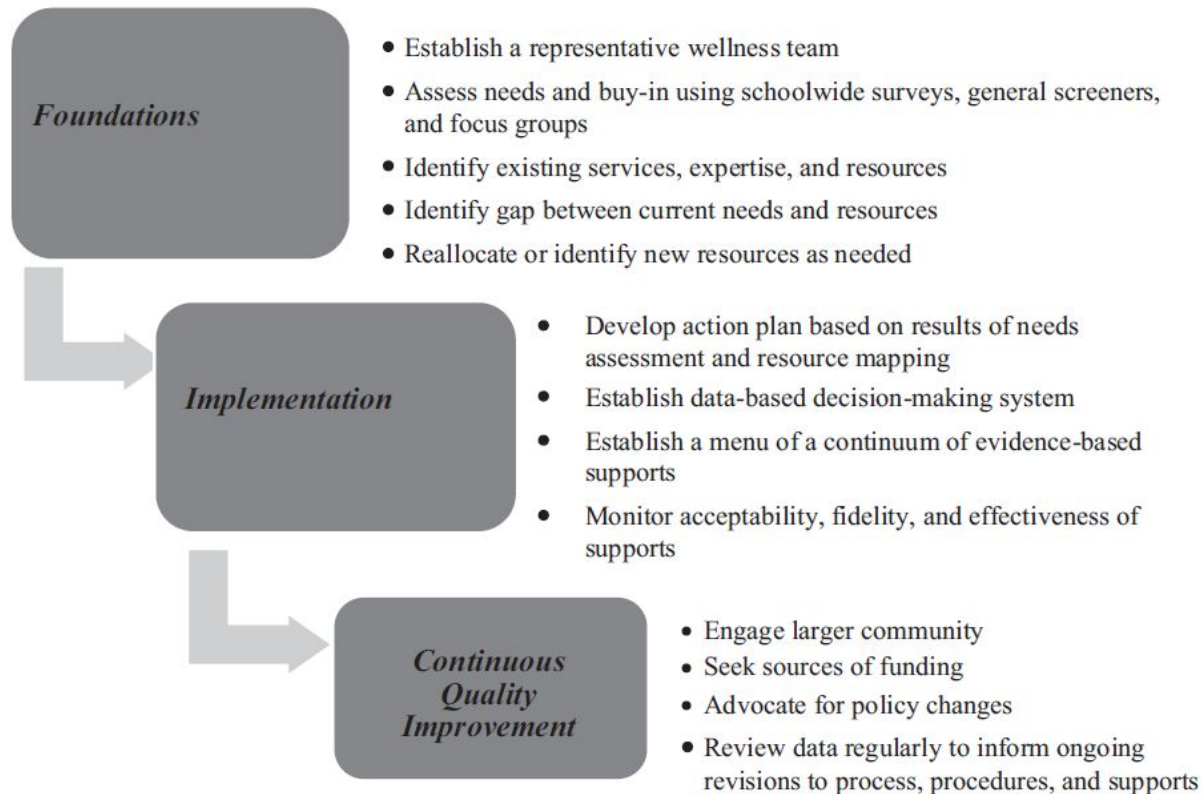 Foundations
• Establish a representative wellness team
• Assess needs and buy-in using schoolwide surveys, general screeners,
and focus groups
• Identify existing services, expertise, and resources
• Identify gap between current needs and resources
• Reallocate or identify new resources as needed
Implementation
• Develop action plan based on results of needs
assessment and resource mapping
• Establish data-based decision-making system
• Establish a menu of a continuum of evidence-based
supports
• Monitor acceptability, fidelity, and effectiveness of
supports
Continuous
Quality
Improvement
• Engage larger community
• Seek sources of funding
• Advocate for policy changes
• Review data regularly to inform ongoing
revisions to process, procedures, and supports